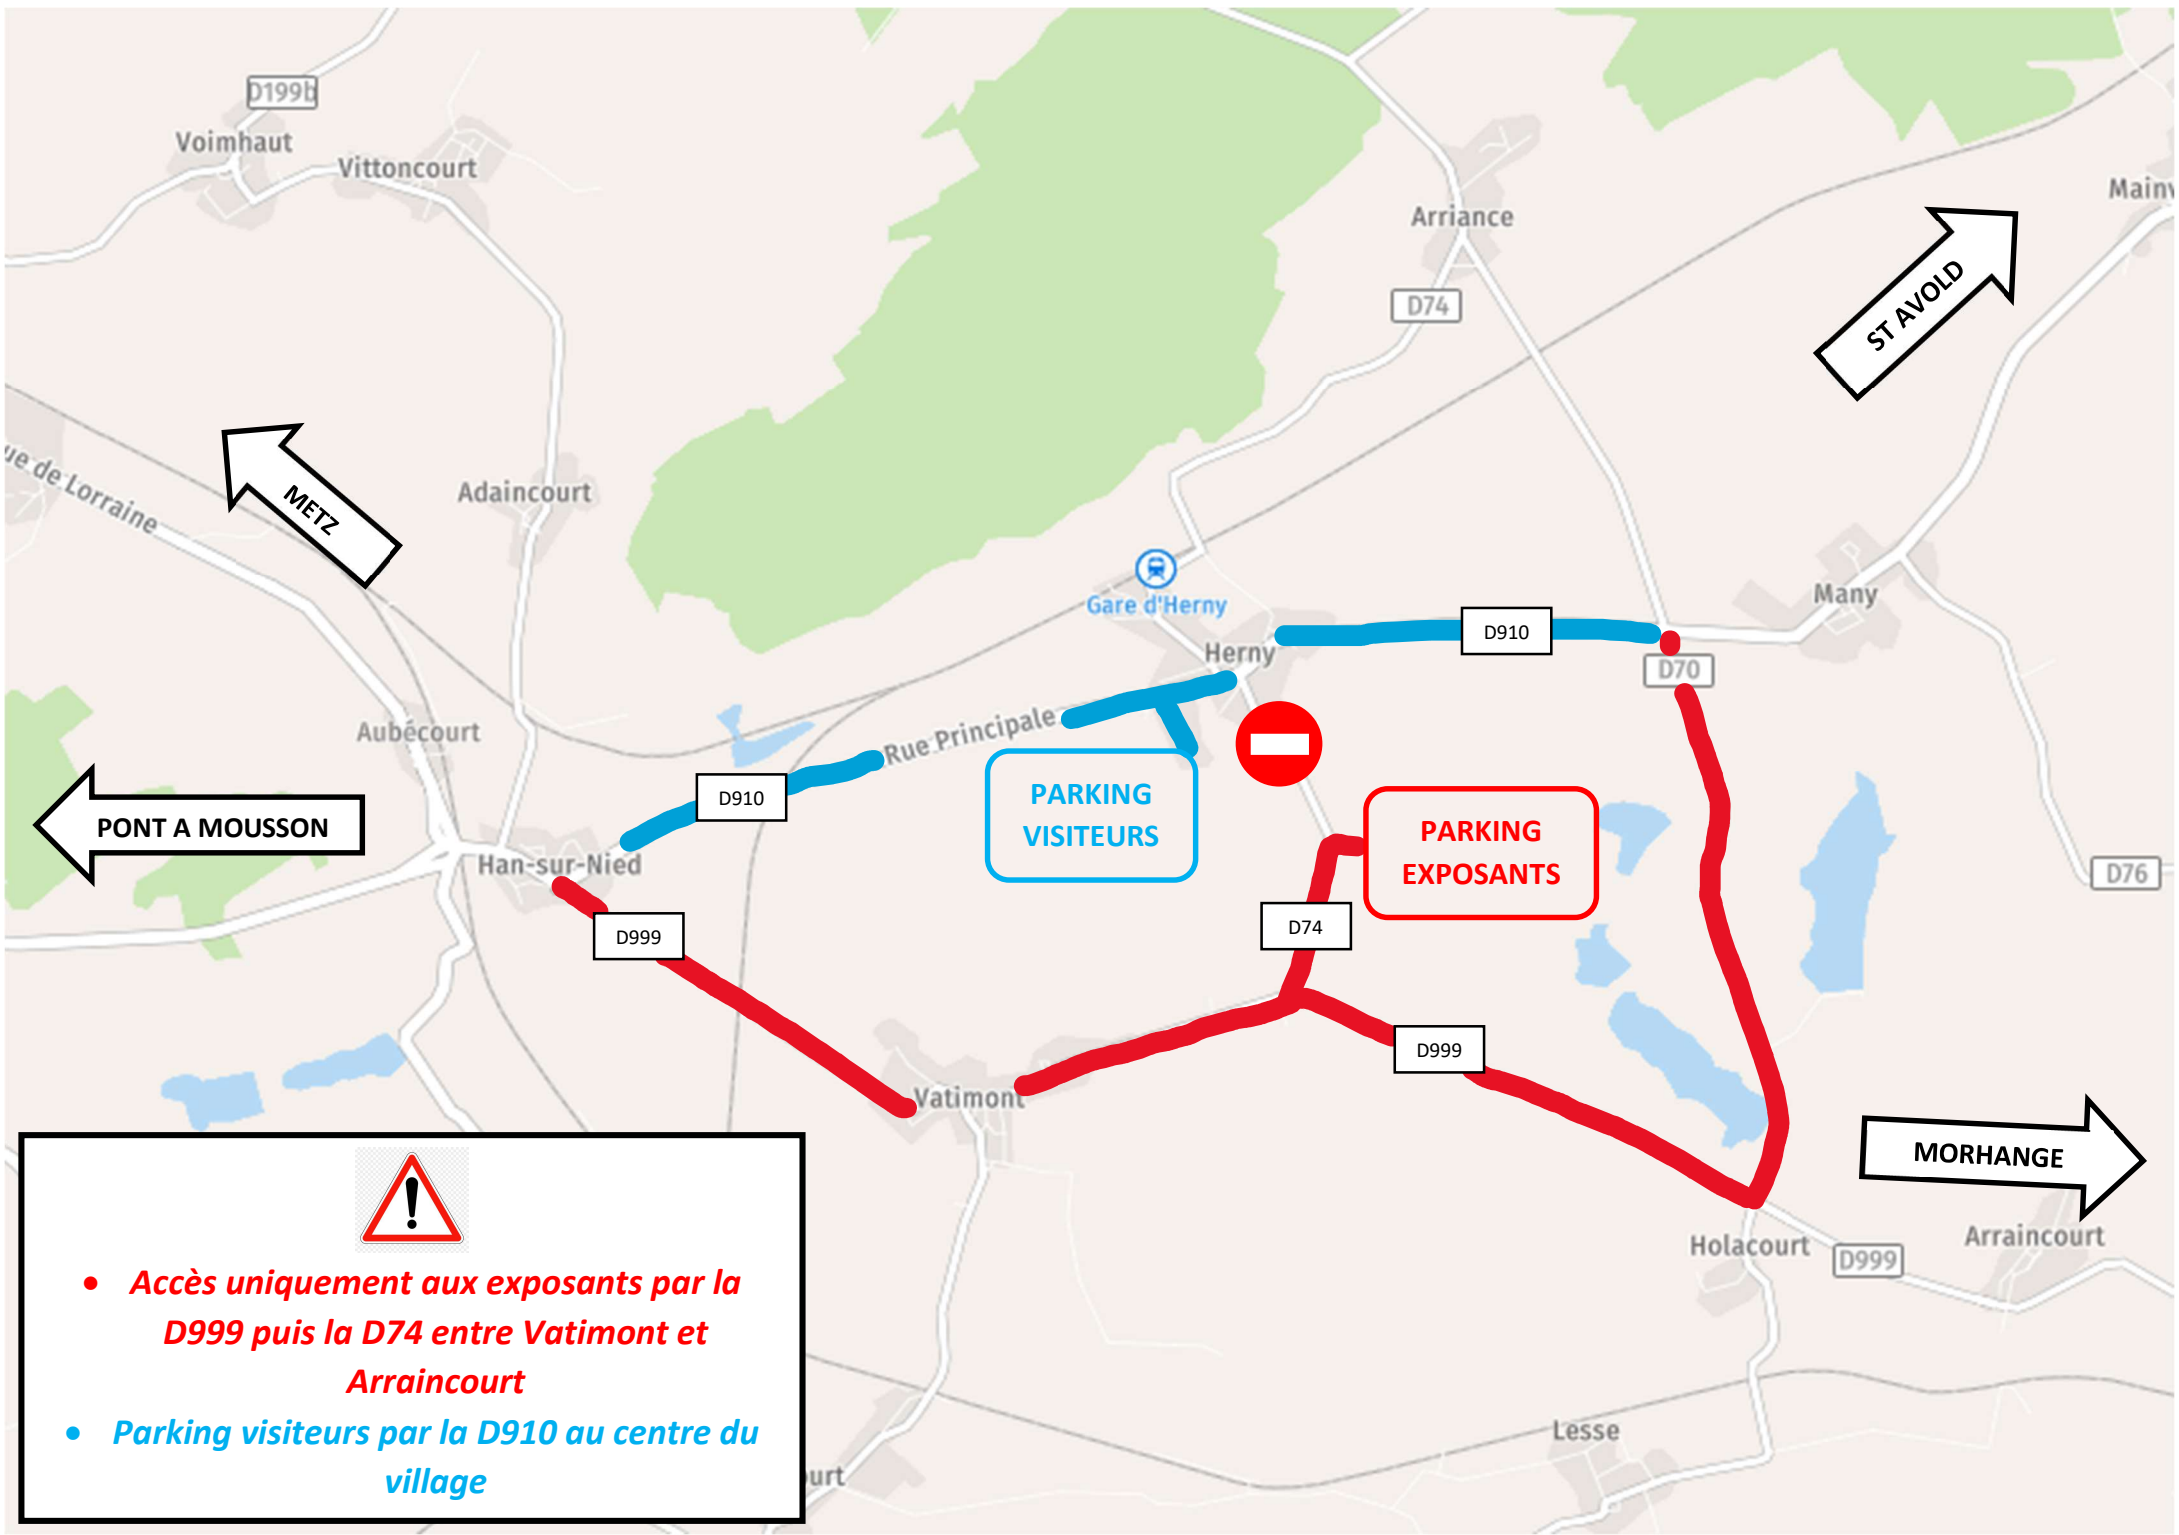 D199b
Voimhaut
Vittoncourt
Arriance
D74
ST AVOLD
METZ
ue de Lorraine
Adaincourt
Gare d'Herny
Herny
D910
Many
D70
Aubécourt
Rue Principale
D910
PONT A MOUSSON
Han-sur-Nied
PARKING
VISITEURS
PARKING
EXPOSANTS
D76
D74
D999
D999
Vatimont
MORHANGE
Holacourt
D999
Arraincourt
Lesse
• Accès uniquement aux exposants par la
D999 puis la D74 entre Vatimont et
Arraincourt
• Parking visiteurs par la D910 au centre du
village